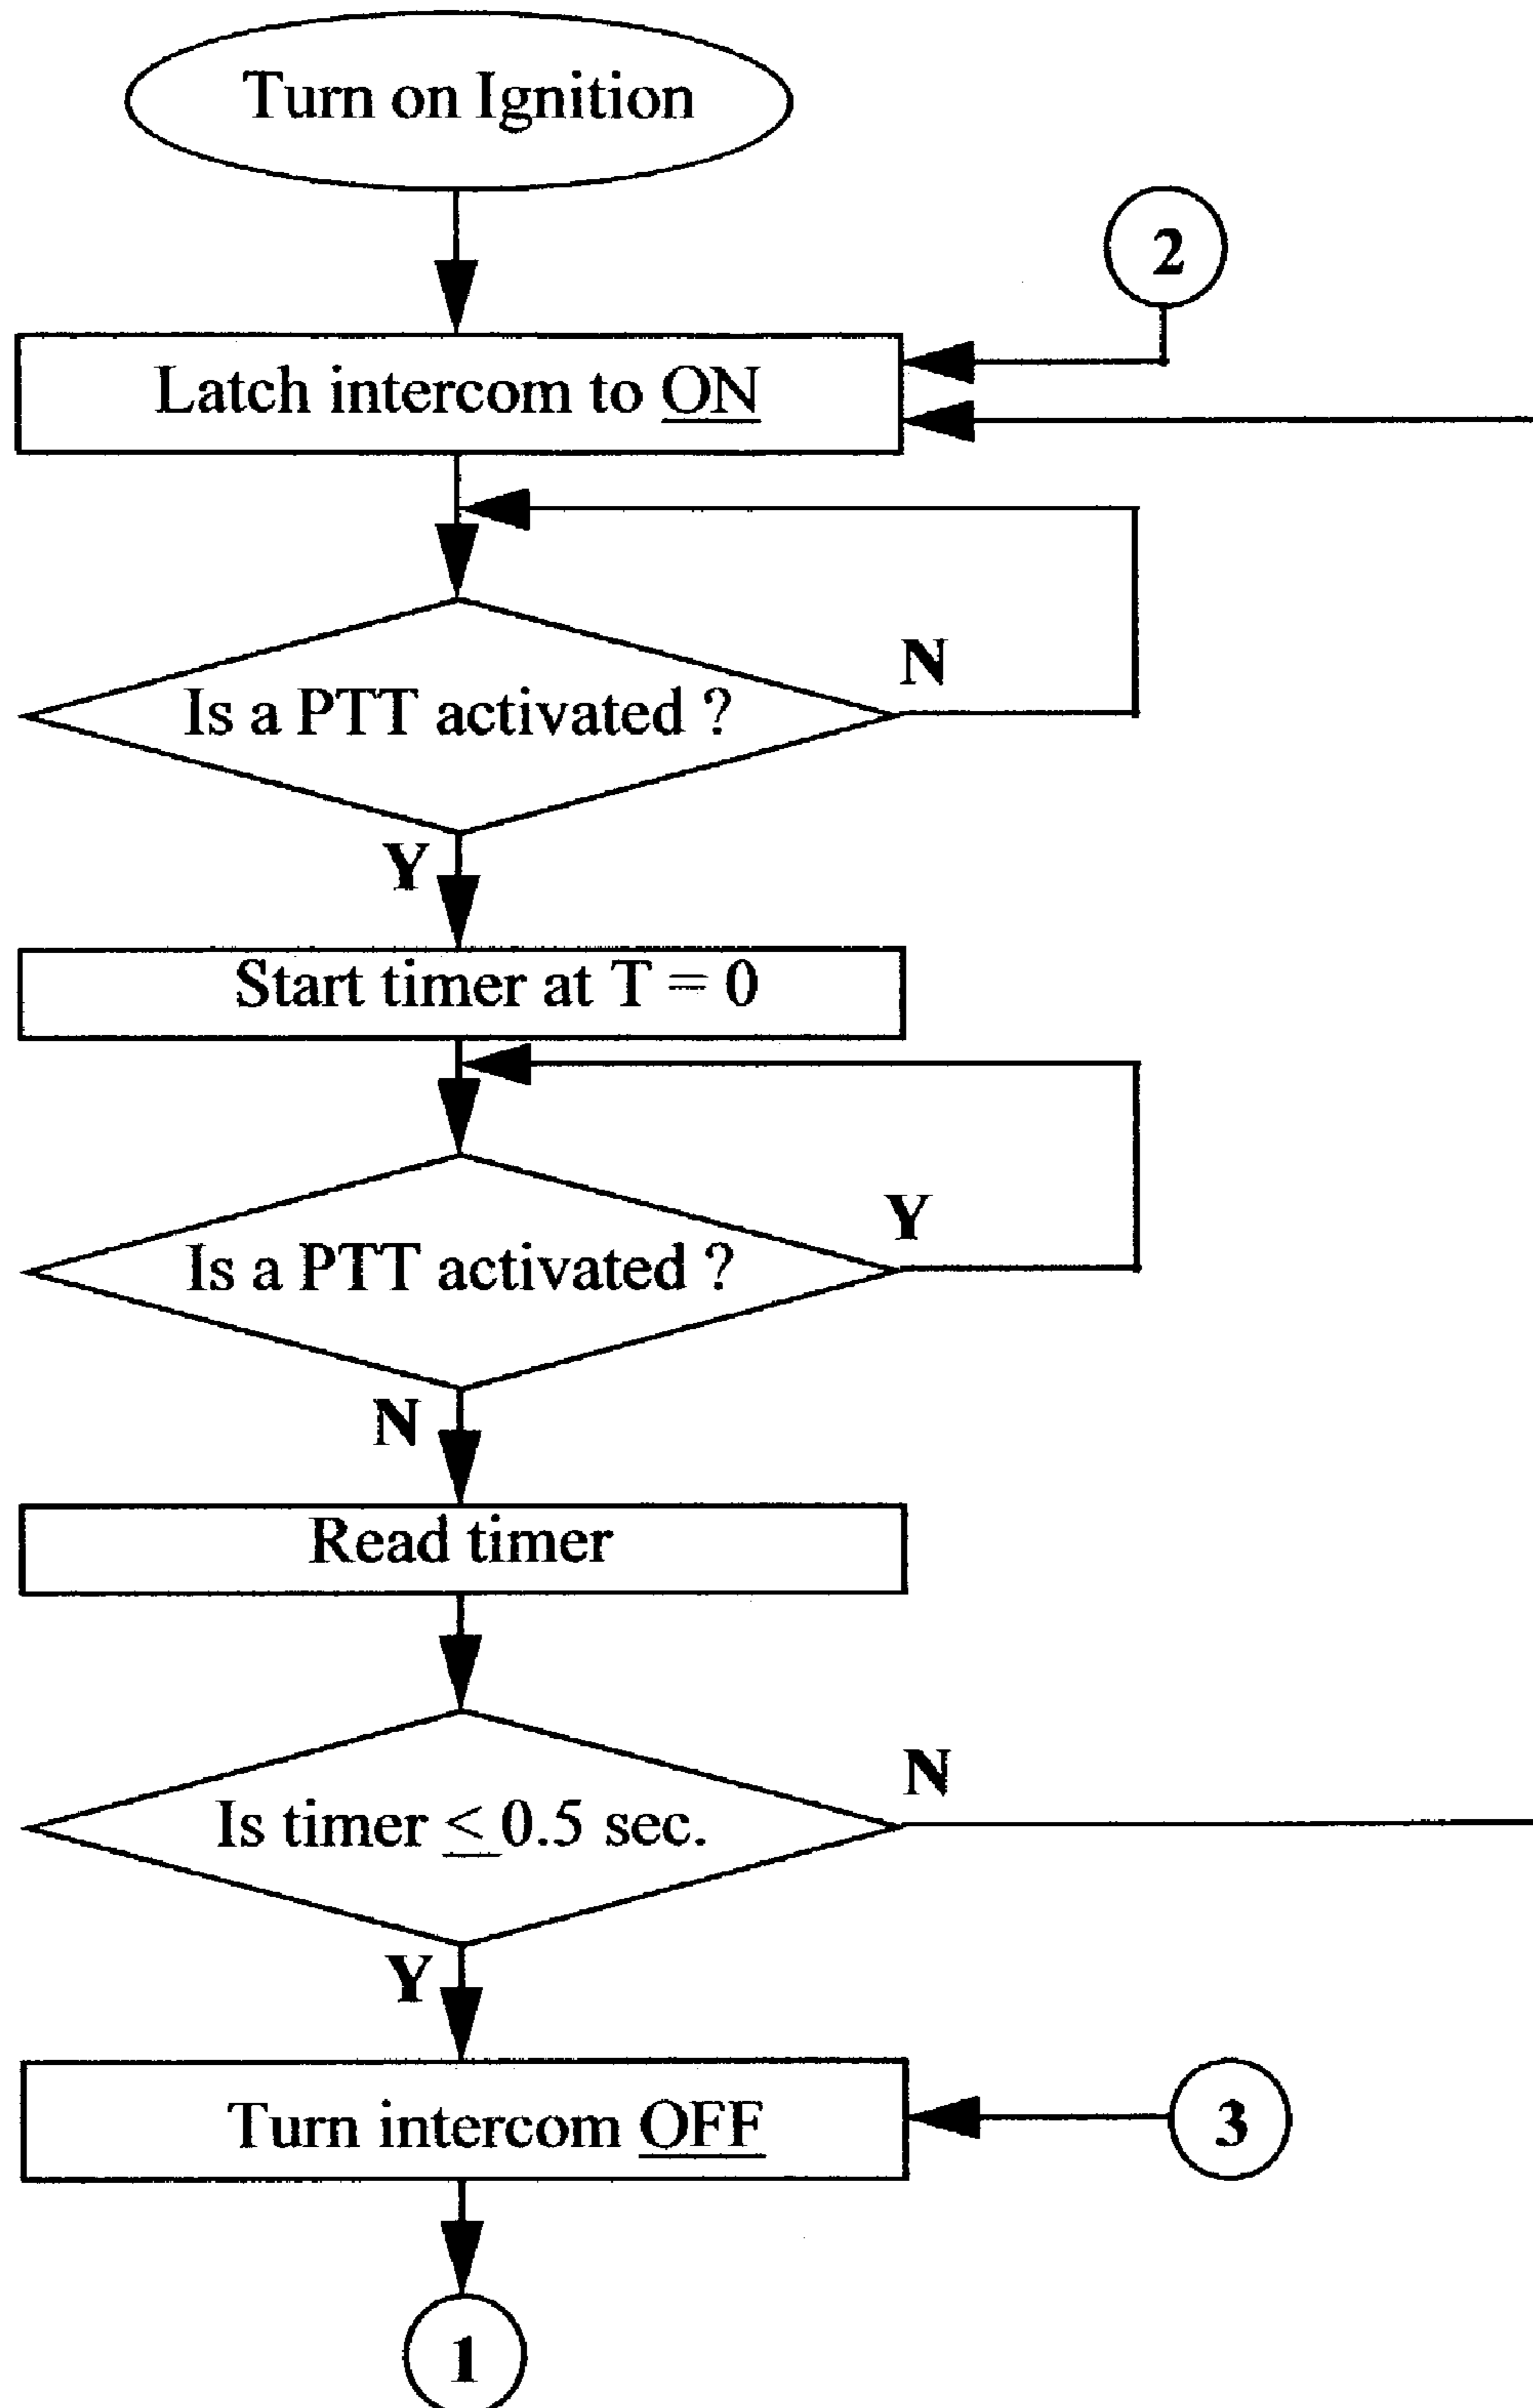 Turn on Ignition
2
Latch intercom to ON
N
Is a PTT activated ?
Y
Start timer at T = 0
Y
Is a PTT activated ?
N
Read timer
N
Is timer ≤ 0.5 sec.
Y
Turn intercom OFF
3
1